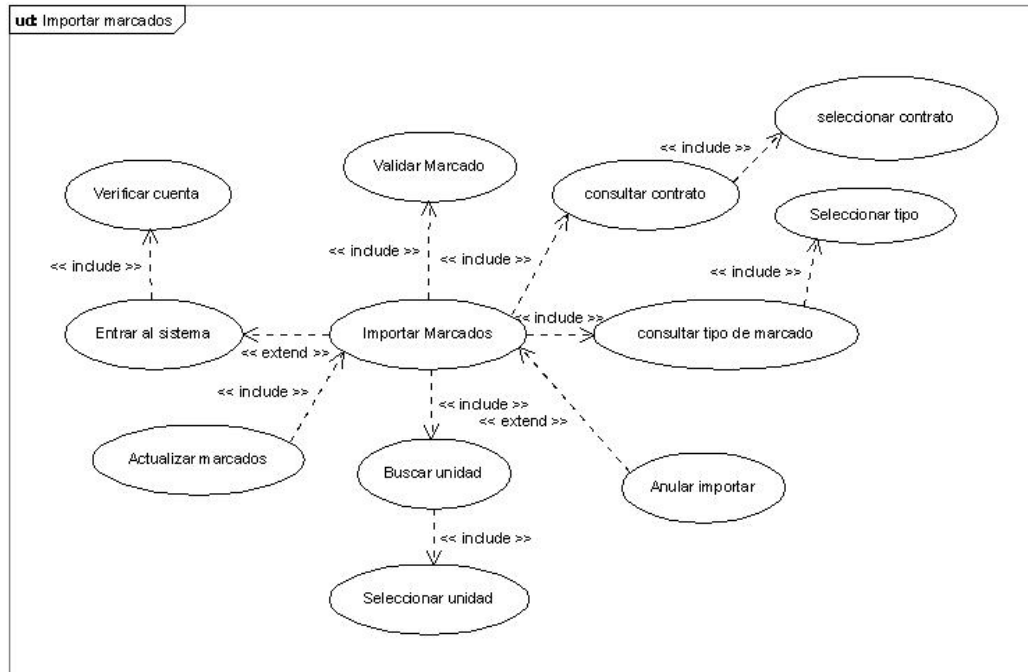 ud: Importar marcados
seleccionar contrato
<< include >>
Validar Marcado
Verificar cuenta
consultar contrato
Seleccionar tipo
<< include >>
<< include >>
<< include >>
<< include >>
Entrar al sistema
Importar Marcados
<< include >>
consultar tipo de marcado
<< extend >>
<< include >>
<< include >>
<< extend >>
Actualizar marcados
Buscar unidad
Anular importar
<< include >>
Seleccionar unidad